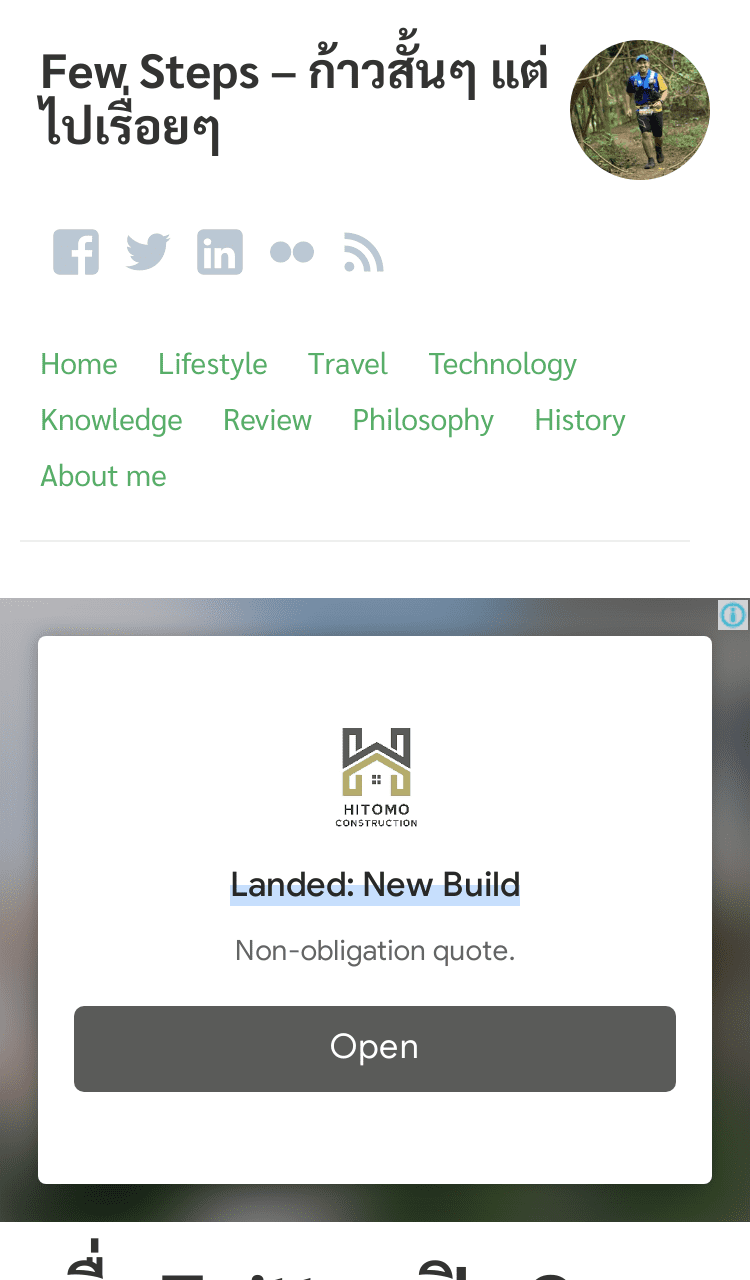 Few Steps – ก้าวสั้นๆ แต่
ไปเรื่อยๆ
Home Lifestyle Travel Technology
Knowledge Review Philosophy History
About me
HITOMO
CONSTRUCTION
Landed: New Build
Non-obligation quote.
Open